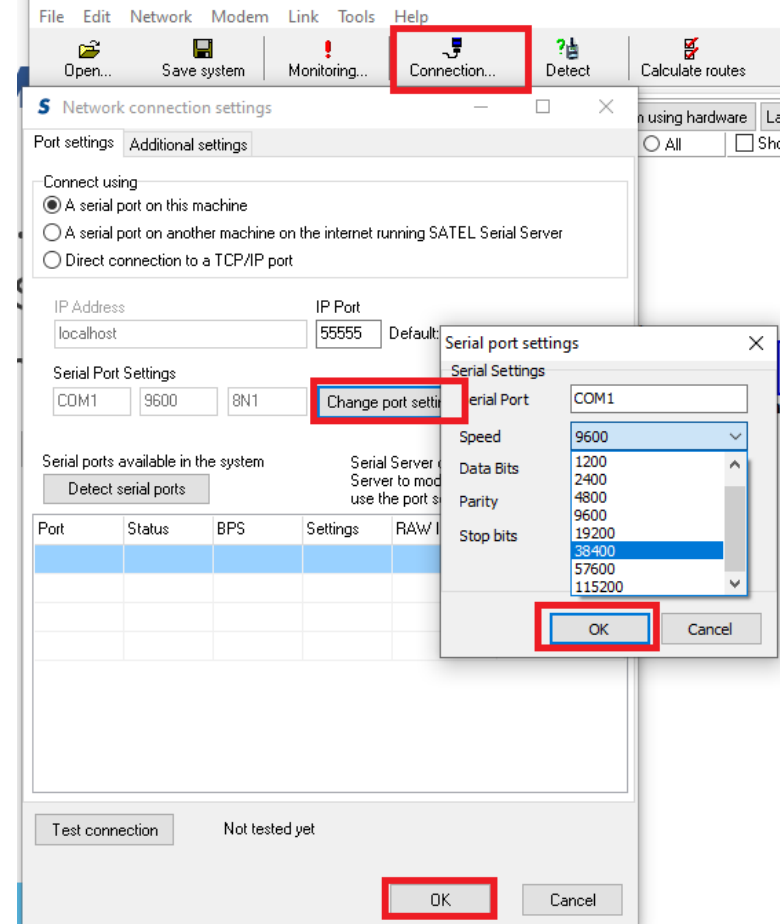 File Edit Network Modem Link Tools Help
Open... Save system Monitoring... Connection... Detect Calculate routes
S Network connection settings
using hardware
All
Port settings Additional settings
Connect using
A serial port on this machine
A serial port on another machine on the internet running SATEL Serial Server
Direct connection to a TCP/IP port
IP Address IP Port
localhost 55555 Default:
Serial Port Settings
COM1 9600 8N1 Change port
Serial ports available in the system
Detect serial ports
Serial Server
Server to
use the port
Port Status BPS Settings RAW
Test connection Not tested yet
OK Cancel
Serial port settings
Serial Settings
Port COM1
Speed 9600
Data Bits
Parity
Stop bits
1200
2400
4800
9600
19200
38400
57600
115200
OK Cancel